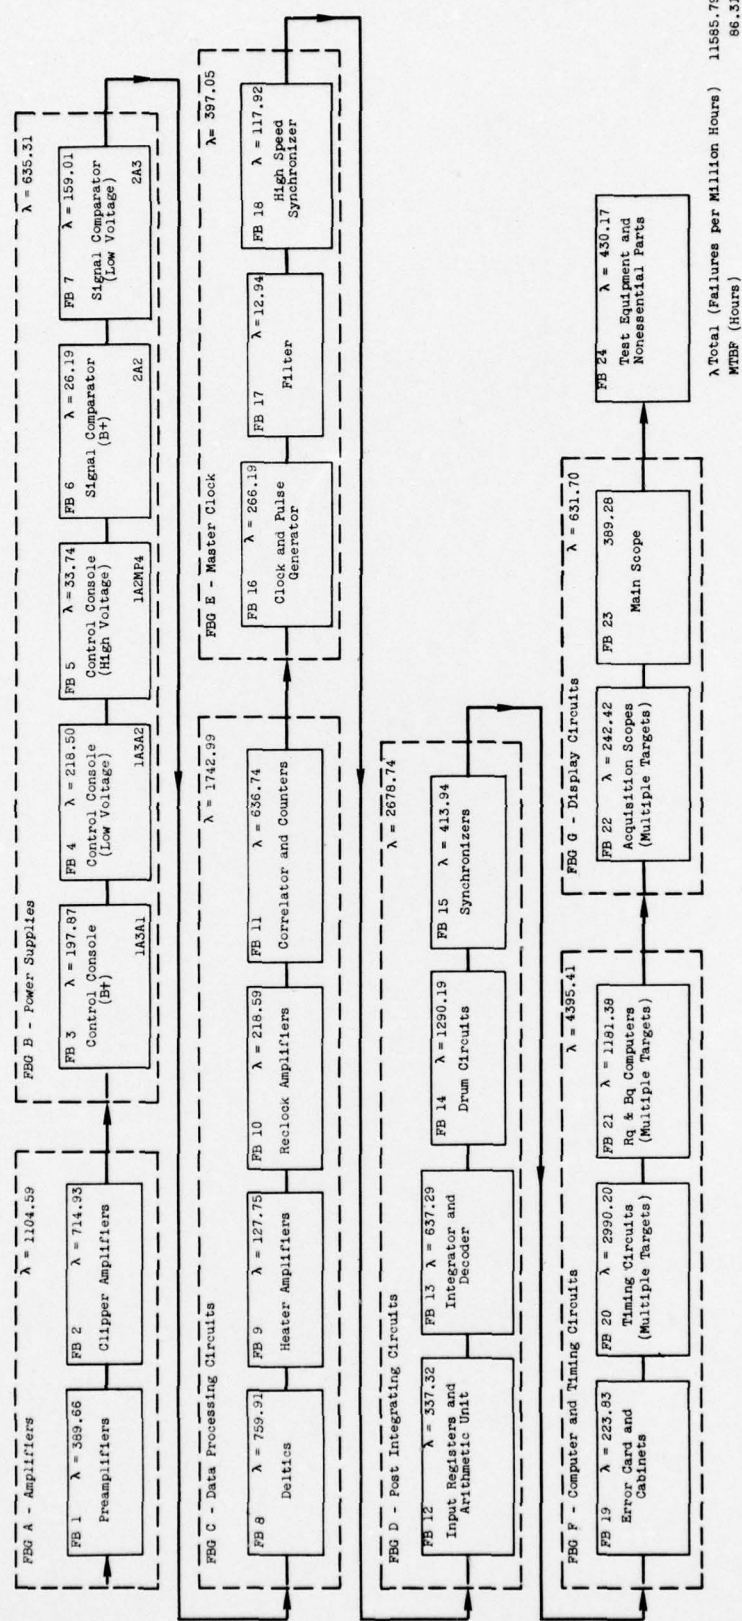 FBG A - Amplifiers
λ = 1104.59
FB 1 λ = 389.66
Preamplifiers
FB 2 λ = 714.93
Clipper Amplifiers
FBG B - Power Supplies
λ = 635.31
FB 3 λ = 197.87
Control Console
(B+)
1A3A1
FB 4 λ = 218.50
Control Console
(Low Voltage)
1A3A2
FB 5 λ = 33.74
Control Console
(High Voltage)
1A2MP4
FB 6 λ = 26.19
Signal Comparator
(B+)
2A2
FB 7 λ = 159.01
Signal Comparator
(Low Voltage)
2A3
FBG C - Data Processing Circuits
λ = 1742.99
FB 8 λ = 759.91
Deltics
FB 9 λ = 127.75
Heater Amplifiers
FB 10 λ = 218.59
Reclock Amplifiers
FB 11 λ = 636.74
Correlator and Counters
FBG E - Master Clock
λ= 397.05
FB 16 λ = 266.19
Clock and Pulse
Generator
FB 17 λ =12.94
Filter
FB 18 λ = 117.92
High Speed
Synchronizer
FBG D - Post Integrating Circuits
λ = 2678.74
FB 12 λ = 337.32
Input Registers and
Arithmetic Unit
FB 13 λ = 637.29
Integrator and
Decoder
FB 14 λ = 1290.19
Drum Circuits
FB 15 λ = 413.94
Synchronizers
FBG F - Computer and Timing Circuits
λ = 4395.41
FB 19 λ = 223.83
Error Card and
Cabinets
FB 20 λ = 2990.20
Timing Circuits
(Multiple Targets)
FB 21 λ = 1181.38
Rq & Bq Computers
(Multiple Targets)
FBG G - Display Circuits
λ = 631.70
FB 22 λ = 242.42
Acquisition Scopes
(Multiple Targets)
FB 23 389.28
Main Scope
FB 24 λ = 430.17
Test Equipment and
Nonessential Parts
λ Total (Failures per Million Hours) 11585.79
MTBF (Hours) 86.31